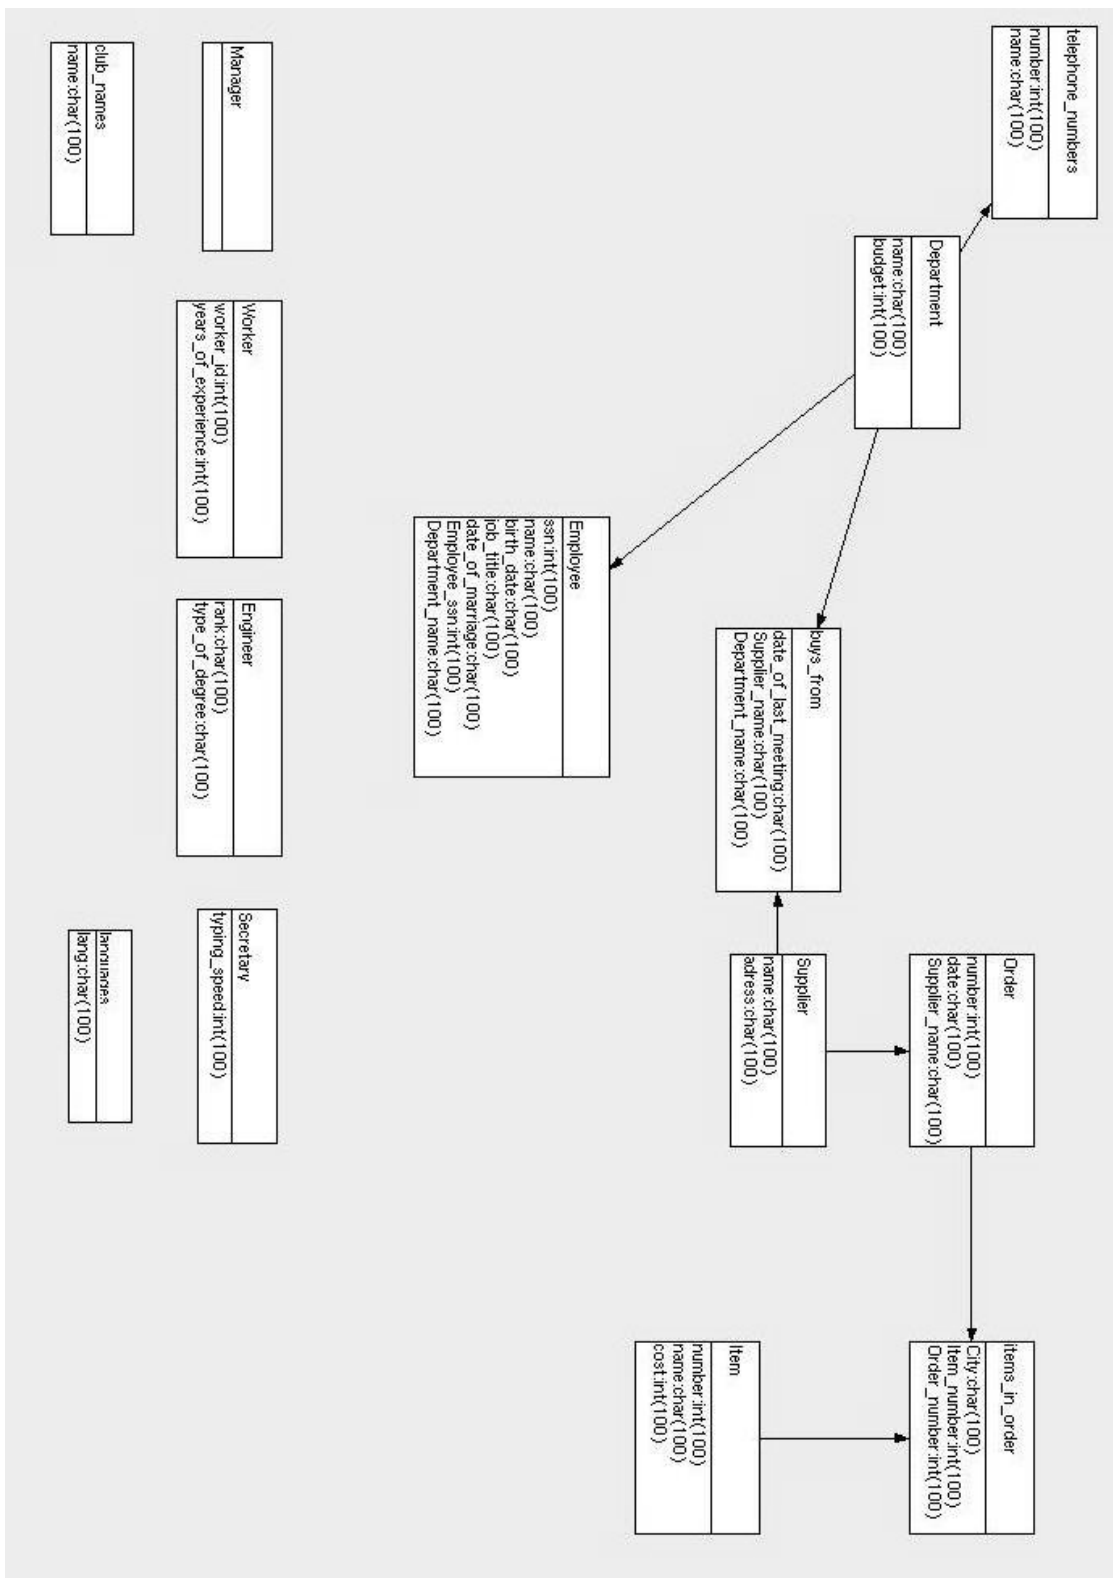 telephone_numbers
number:int(100)
name:char(100)
Order
number:int(100)
date:char(100)
Supplier_name:char(100)
items_in_order
City:char(100)
Item_number:int(100)
Order_number:int(100)
Department
name:char(100)
budget:int(100)
buys_from
date_of_last_meeting:char(100)
Supplier_name:char(100)
Department_name:char(100)
Supplier
name:char(100)
adress:char(100)
Item
number:int(100)
name:char(100)
cost:int(100)
Employee
ssn:int(100)
name:char(100)
birth_date:char(100)
job_title:char(100)
date_of_marriage:char(100)
Employee_ssn:int(100)
Department_name:char(100)
Manager
Worker
worker_id:int(100)
years_of_experience:int(100)
Engineer
rank:char(100)
type_of_degree:char(100)
Secretary
typing_speed:int(100)
club_names
name:char(100)
languages
lang:char(100)